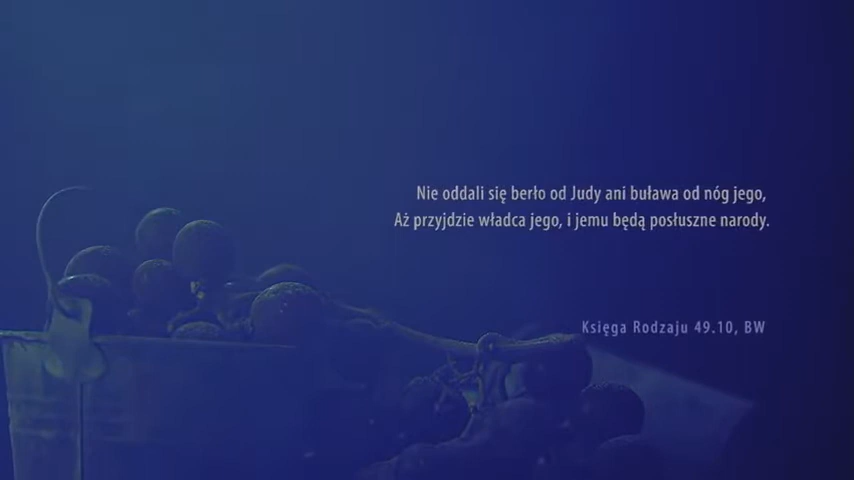 Nie oddali się berło od Judy ani buława od nóg jego,
Aż przyjdzie władca jego, i jemu będą posłuszne narody.
Księga Rodzaju 49.10, BW